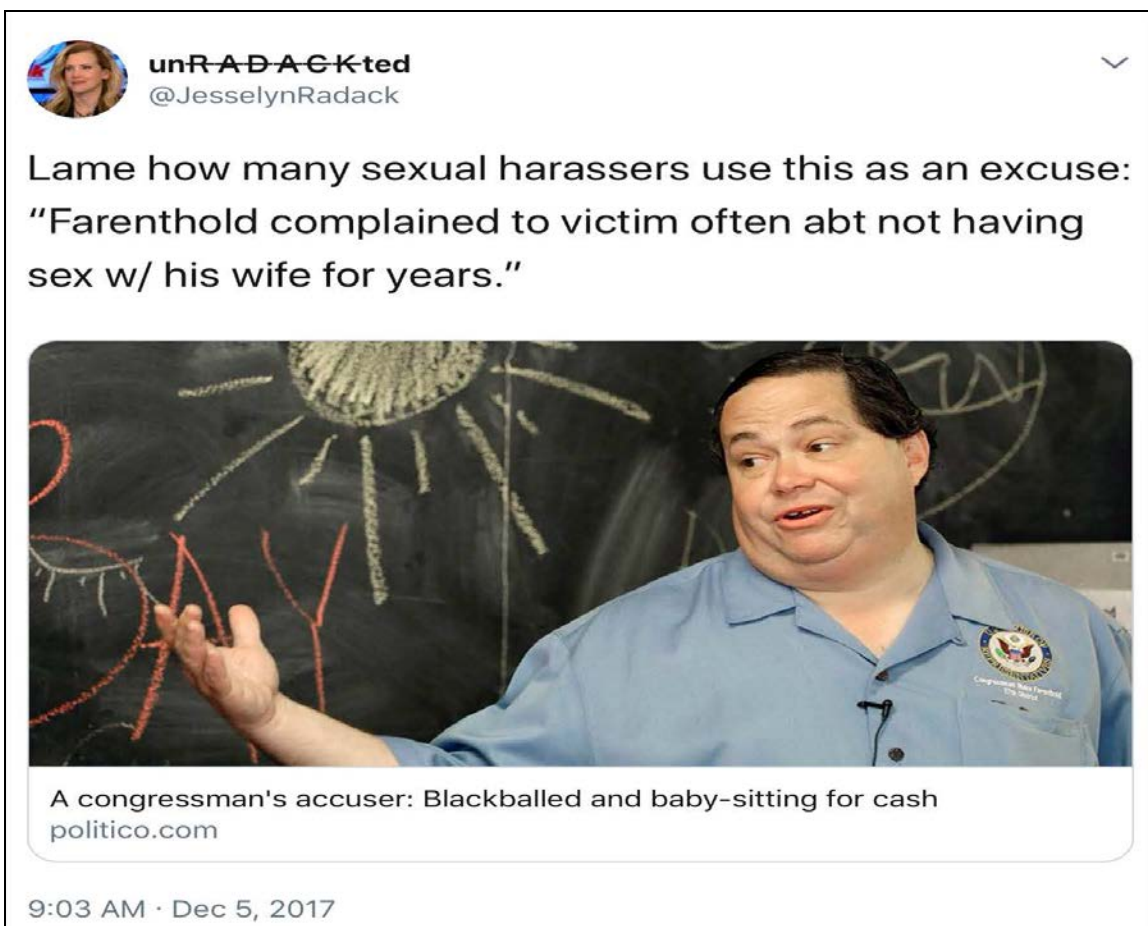 unRADACKted
@JesselynRadack
Lame how many sexual harassers use this as an excuse:
“Farenthold complained to victim often abt not having
sex w/ his wife for years.”
AY
A congressman's accuser: Blackballed and baby-sitting for cash
politico.com
9:03 AM · Dec 5, 2017